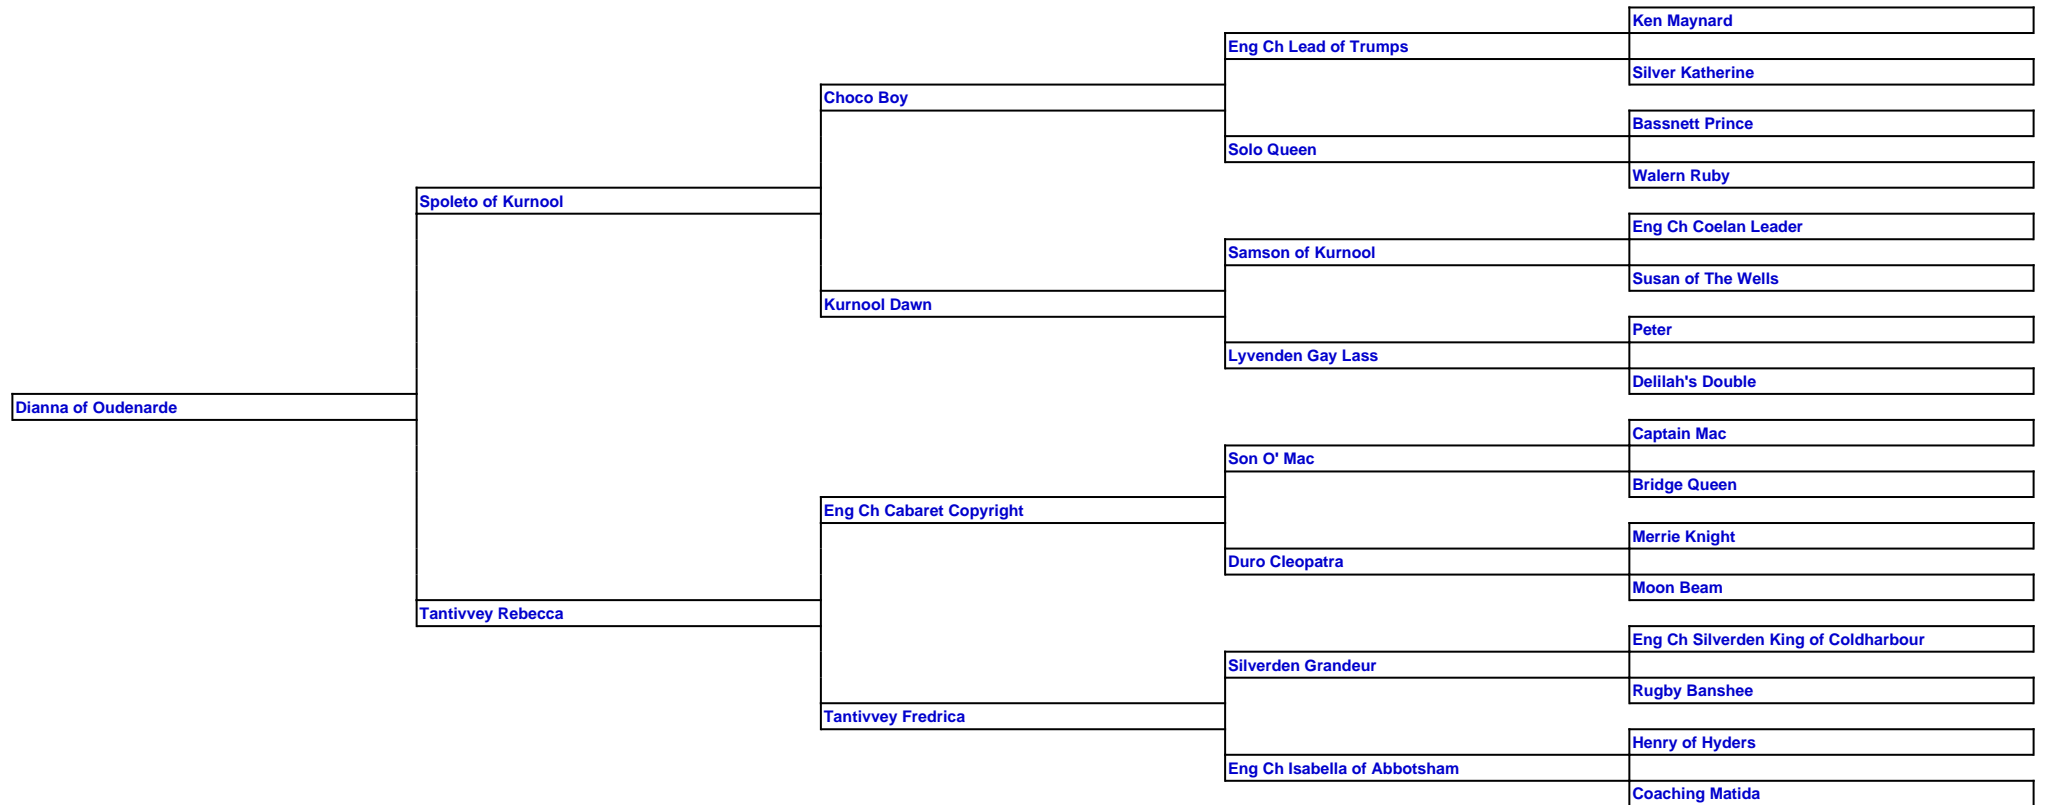 Ken Maynard
Eng Ch Lead of Trumps
Silver Katherine
Choco Boy
Bassnett Prince
Solo Queen
Walern Ruby
Spoleto of Kurnool
Eng Ch Coelan Leader
Samson of Kurnool
Susan of The Wells
Kurnool Dawn
Peter
Lyvenden Gay Lass
Delilah's Double
Dianna of Oudenarde
Captain Mac
Son O' Mac
Bridge Queen
Eng Ch Cabaret Copyright
Merrie Knight
Duro Cleopatra
Moon Beam
Tantivvey Rebecca
Eng Ch Silverden King of Coldharbour
Silverden Grandeur
Rugby Banshee
Tantivvey Fredrica
Henry of Hyders
Eng Ch Isabella of Abbotsham
Coaching Matida